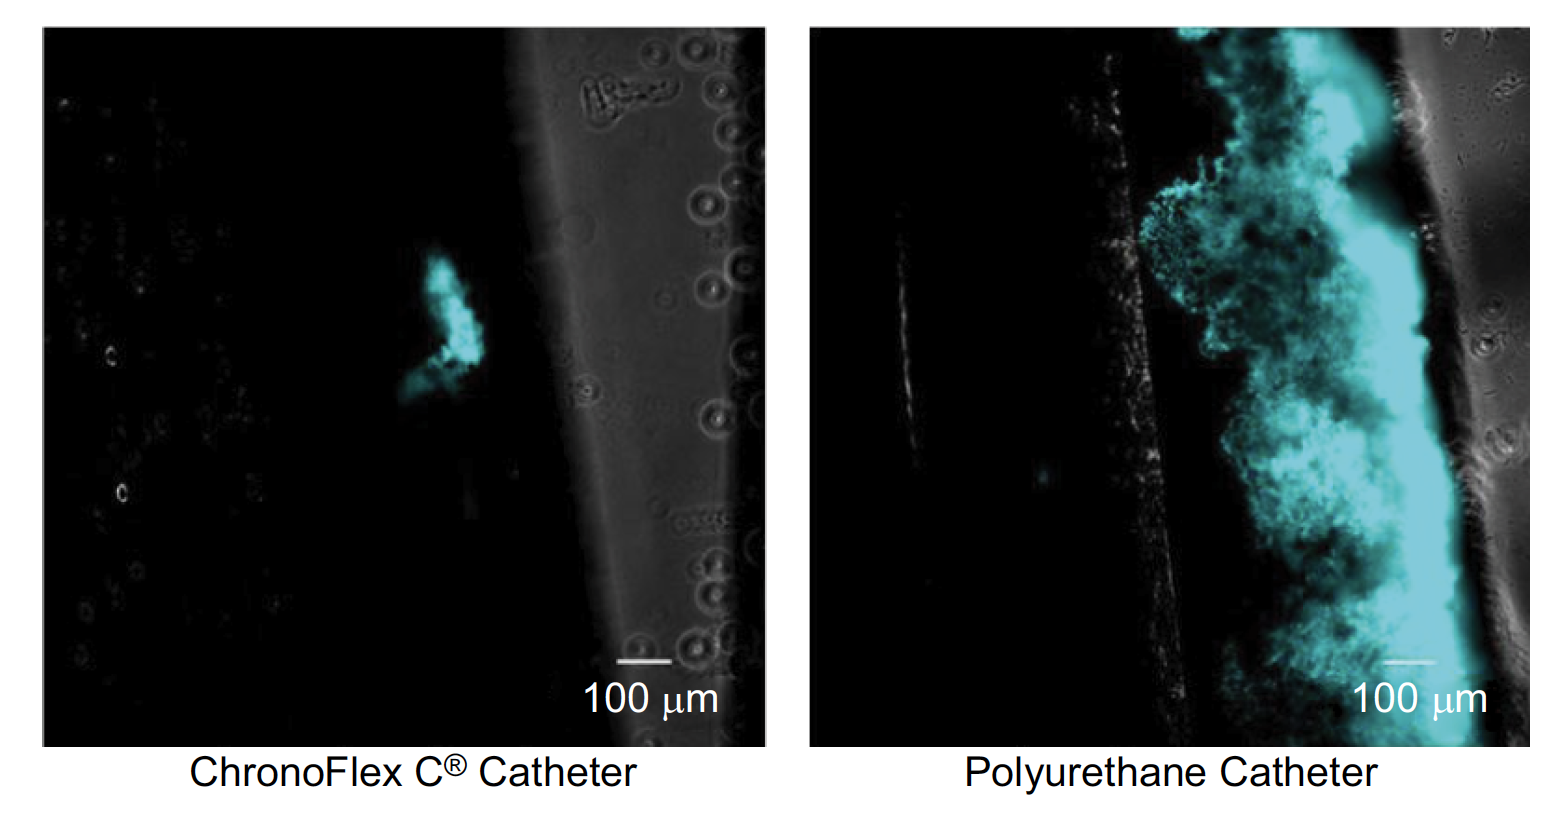 100 μm
100 μm
ChronoFlex C® Catheter
Polyurethane Catheter